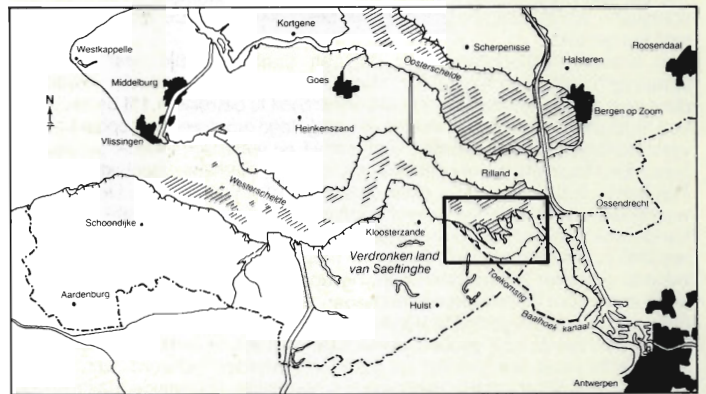 Kortgene
Westkappelle
Scherpenisse
Roosendaal
Halsteren
Oosterschelde
Middelburg
Goes
Bergen op Zoom
N
Heinkenszand
Vlissingen
Rilland
Westerschelde
Ossendrecht
Schoondijke
Kloosterzande
Verdronken land
van Saeftinghe
Toekomstig
Baalhoek kanaal
Aardenburg
Hulst
Antwerpen